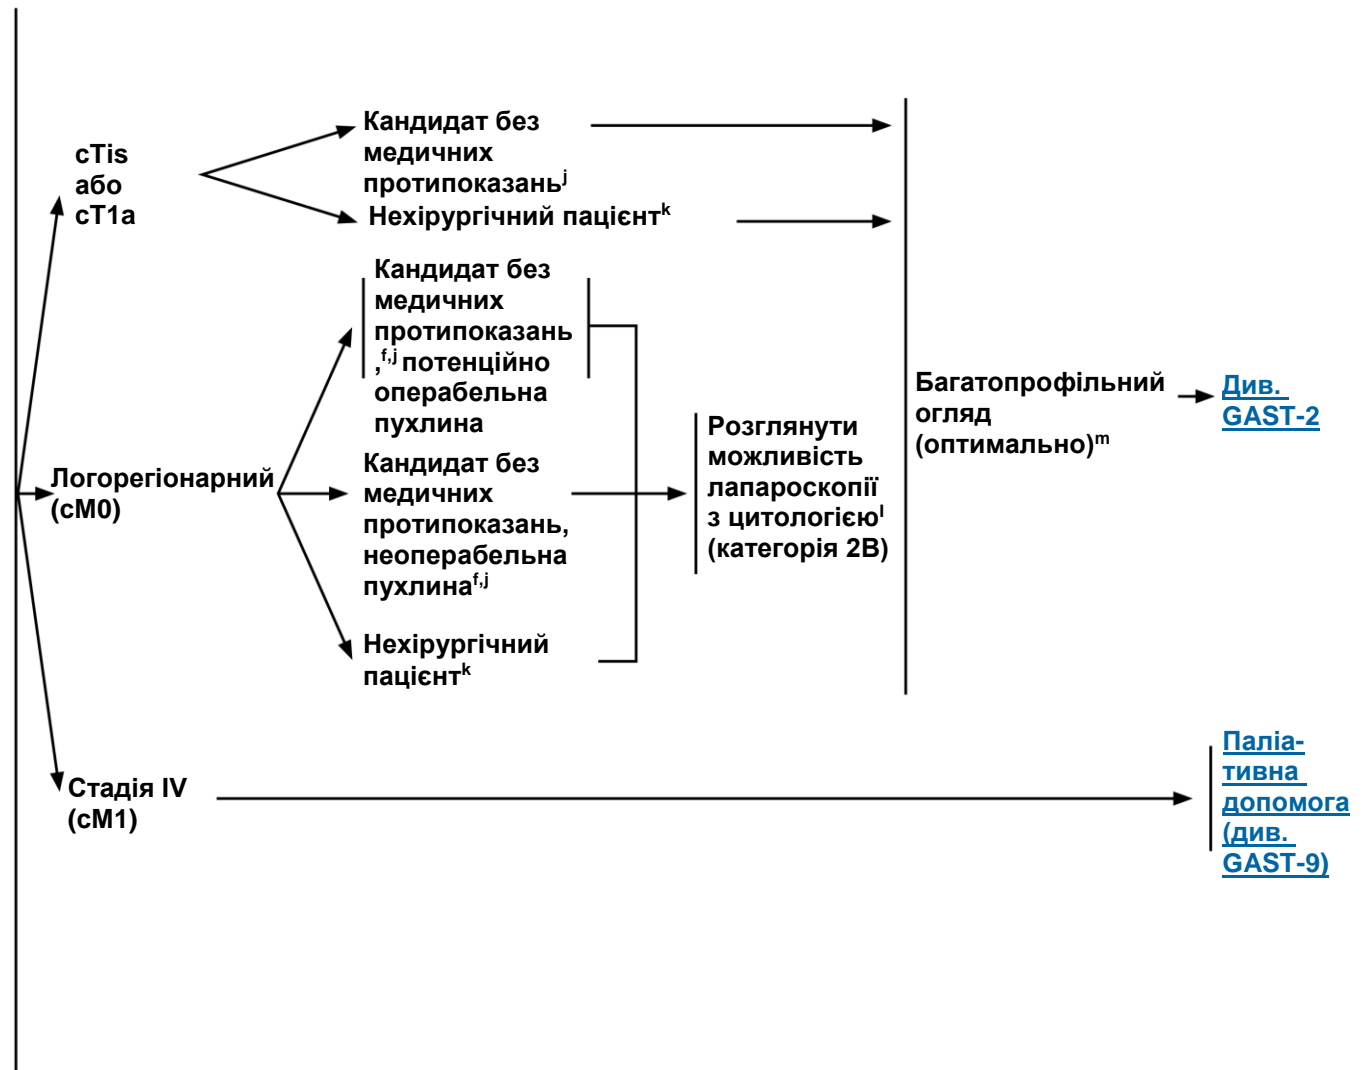 cTis
або
cT1a
Кандидат без
медичних
протипоказаньʲ
Нехірургічний пацієнтᵏ
Кандидат без
медичних
протипоказань
,ᶠ,ʲ потенційно
операбельна
пухлина
Логорегіонарний
(cM0)
Кандидат без
медичних
протипоказань,
неоперабельна
пухлинаᶠ,ʲ
Нехірургічний
пацієнтᵏ
Розглянути
можливість
лапароскопії
з цитологієюˡ
(категорія 2B)
Багатопрофільний
огляд
(оптимально)ᵐ
Див.
GAST-2
Стадія IV
(cM1)
Паліа-
тивна
допомога
(див.
GAST-9)